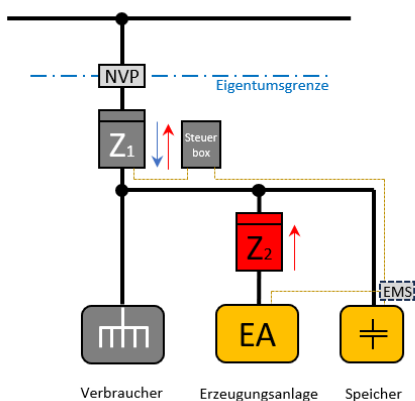 NVP
Eigentumsgrenze
Z1
Steuer
box
Z2
EMS
EA
Verbraucher
Erzeugungsanlage
Speicher